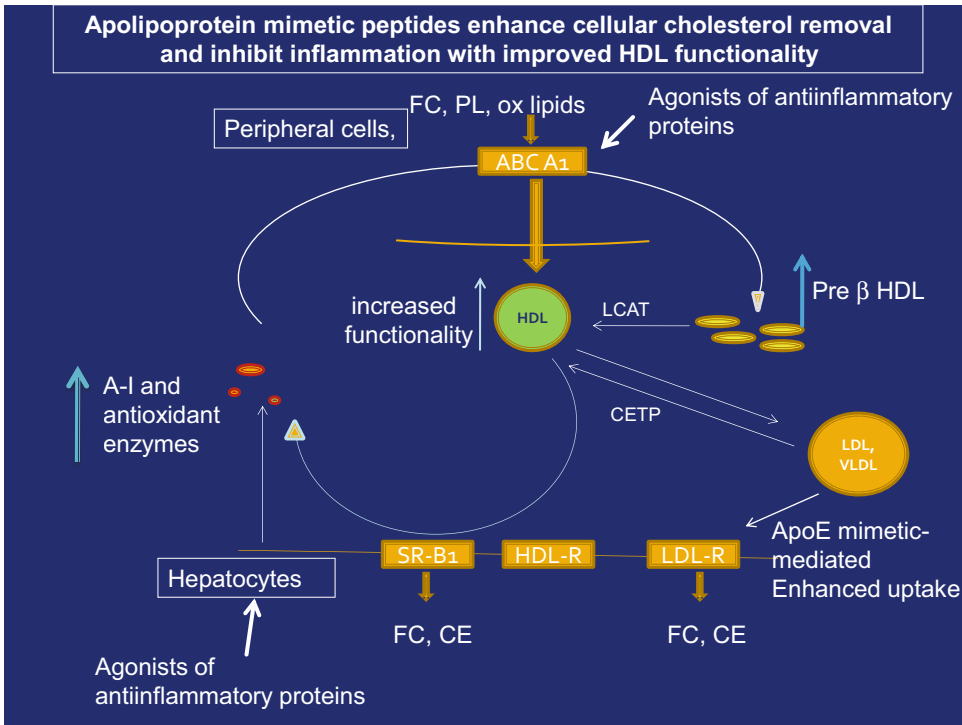 Apolipoprotein mimetic peptides enhance cellular cholesterol removal
and inhibit inflammation with improved HDL functionality
FC, PL, ox lipids
Agonists of antiinflammatory
proteins
Peripheral cells,
ABC A1
Pre β HDL
increased
functionality
HDL
LCAT
A-I and
antioxidant
enzymes
CETP
LDL,
VLDL
ApoE mimetic-
mediated
Enhanced uptake
SR-B1
HDL-R
LDL-R
Hepatocytes
FC, CE
FC, CE
Agonists of
antiinflammatory proteins